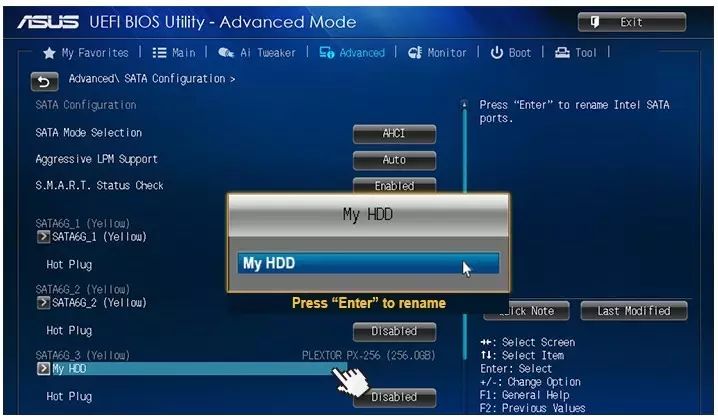 ASUS UEFI BIOS Utility - Advanced Mode
Exit
My Favorites | Main | Ai Tweaker | Advanced | Monitor | Boot | Tool |
Advanced\ SATA Configuration >
SATA Configuration
SATA Mode Selection AHCI
Aggressive LPM Support Auto
S.M.A.R.T. Status Check Enabled
SATA6G_1 (Yellow)
> SATA6G_1 (Yellow)
Hot Plug
SATA6G_2 (Yellow)
> SATA6G_2 (Yellow)
Hot Plug Disabled
SATA6G_3 (Yellow) PLEXTOR PX-256 (256.0GB)
> My HDD
Hot Plug Disabled
My HDD
My HDD
Press “Enter” to rename
Press “Enter” to rename Intel SATA
ports.
Quick Note
Last Modified
→←: Select Screen
↑↓: Select Item
Enter: Select
+/-: Change Option
F1: General Help
F2: Previous Values